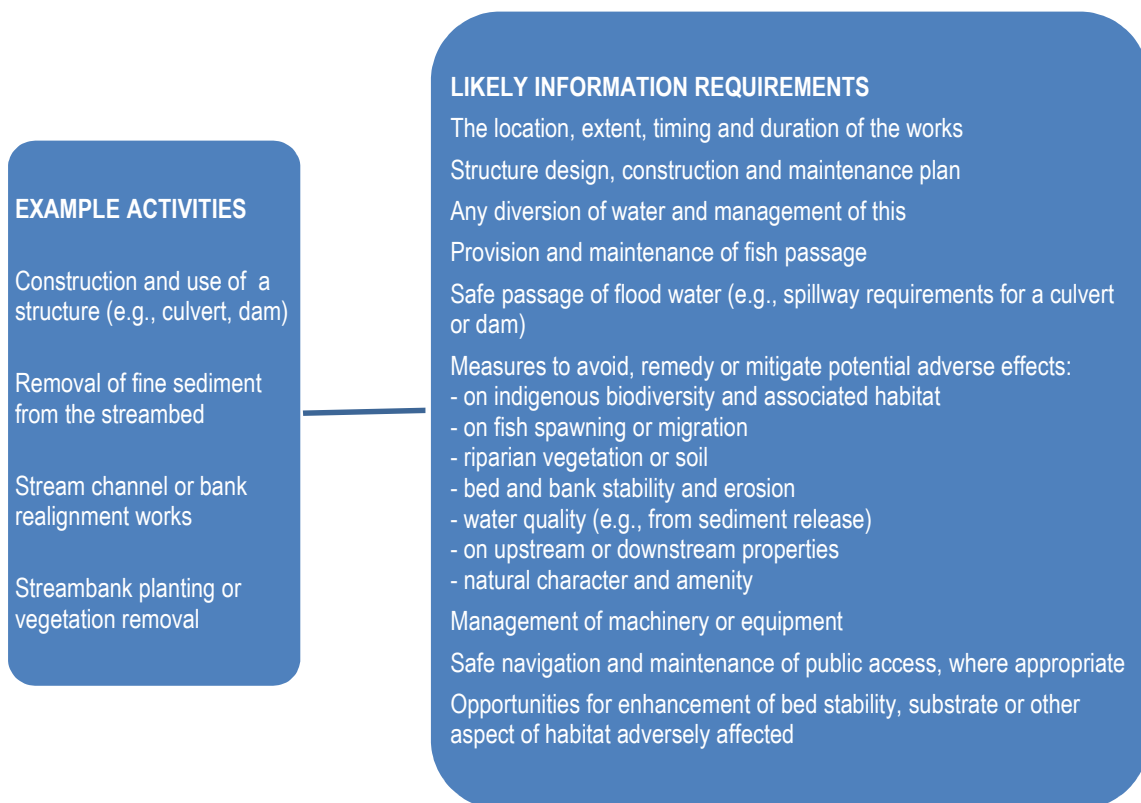 EXAMPLE ACTIVITIES
Construction and use of a
structure (e.g., culvert, dam)
Removal of fine sediment
from the streambed
Stream channel or bank
realignment works
Streambank planting or
vegetation removal
LIKELY INFORMATION REQUIREMENTS
The location, extent, timing and duration of the works
Structure design, construction and maintenance plan
Any diversion of water and management of this
Provision and maintenance of fish passage
Safe passage of flood water (e.g., spillway requirements for a culvert
or dam)
Measures to avoid, remedy or mitigate potential adverse effects:
- on indigenous biodiversity and associated habitat
- on fish spawning or migration
- riparian vegetation or soil
- bed and bank stability and erosion
- water quality (e.g., from sediment release)
- on upstream or downstream properties
- natural character and amenity
Management of machinery or equipment
Safe navigation and maintenance of public access, where appropriate
Opportunities for enhancement of bed stability, substrate or other
aspect of habitat adversely affected